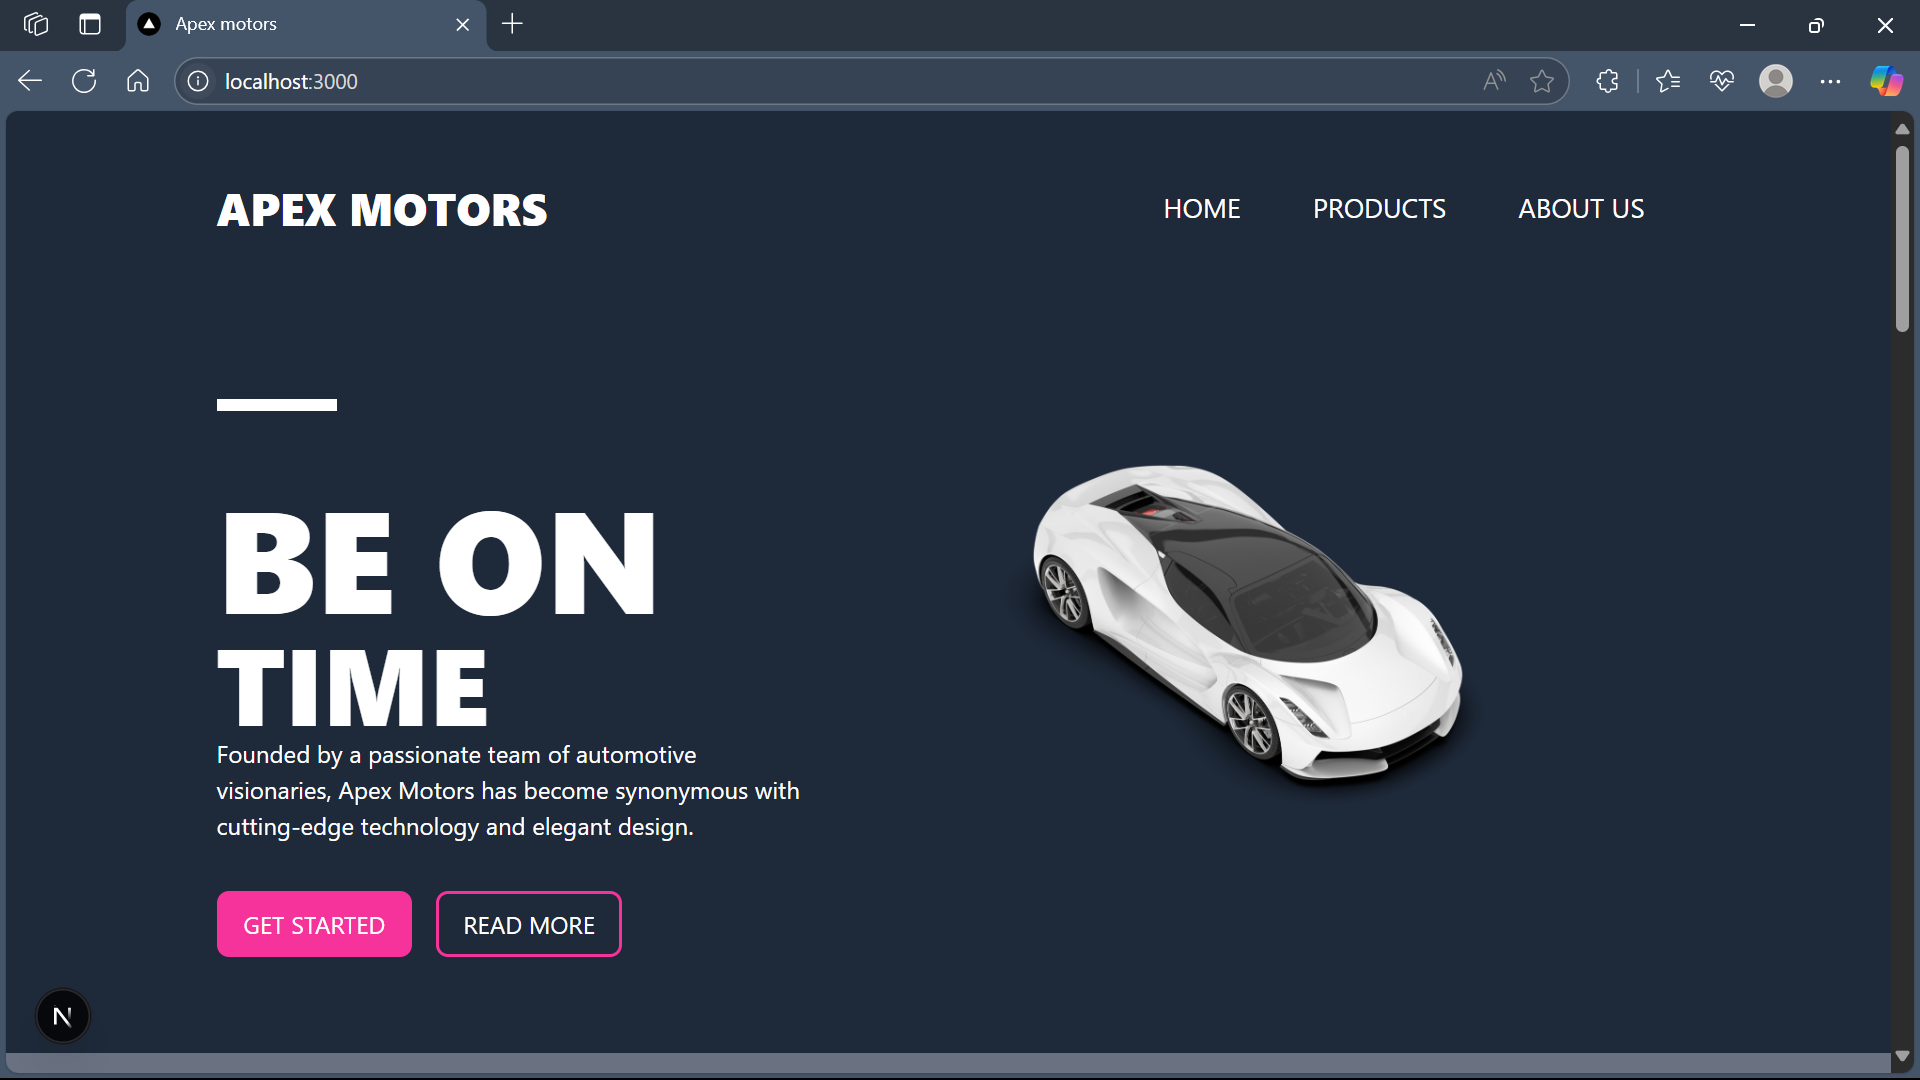 Apex motors
localhost:3000
APEX MOTORS
HOME PRODUCTS ABOUT US
BE ON
TIME
Founded by a passionate team of automotive
visionaries, Apex Motors has become synonymous with
cutting-edge technology and elegant design.
GET STARTED READ MORE
N